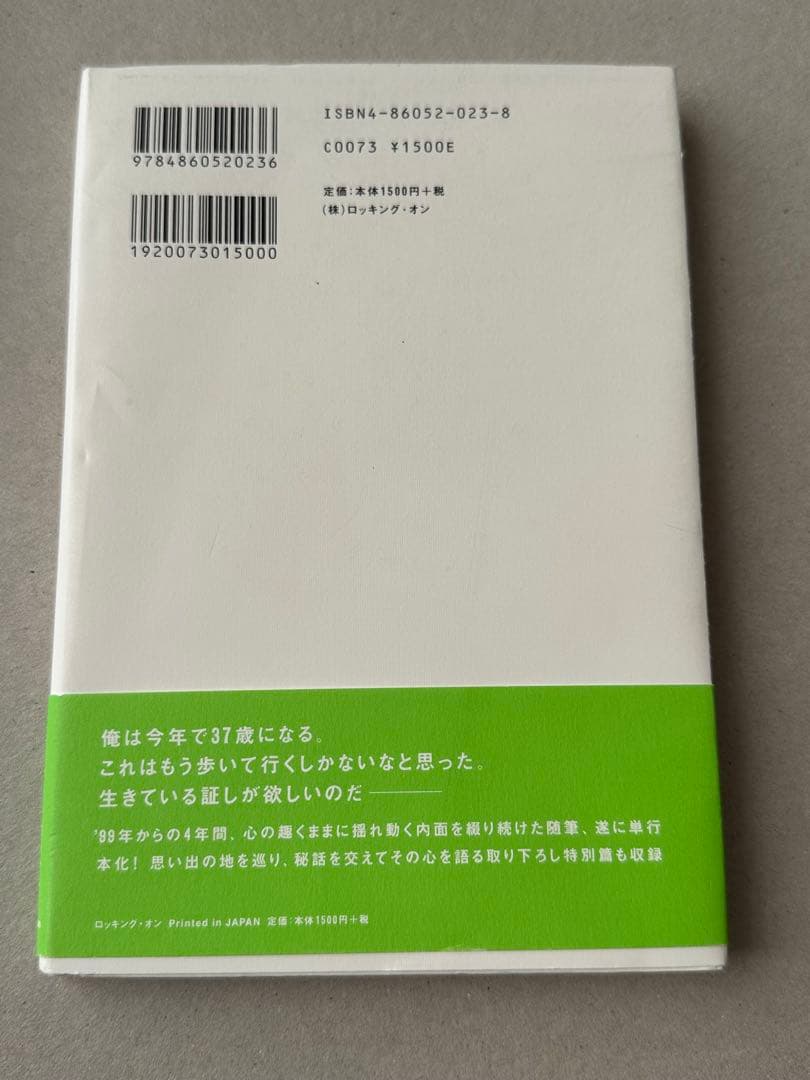 ISBN4-86052-023-8
9784860520236
C0073 ¥1500E
定価:本体1500円+税
(株)ロッキング・オン
1920073015000
俺は今年で37歳になる。
これはもう歩いて行くしかないなと思った。
生きている証しが欲しいのだ――
'99年からの4年間、心の趣くままに揺れ動く内面を綴り続けた随筆、遂に単行
本化! 思い出の地を巡り、秘話を交えてその心を語る取り下ろし特別篇も収録
ロッキング・オン Printed in JAPAN 定価:本体1500円+税